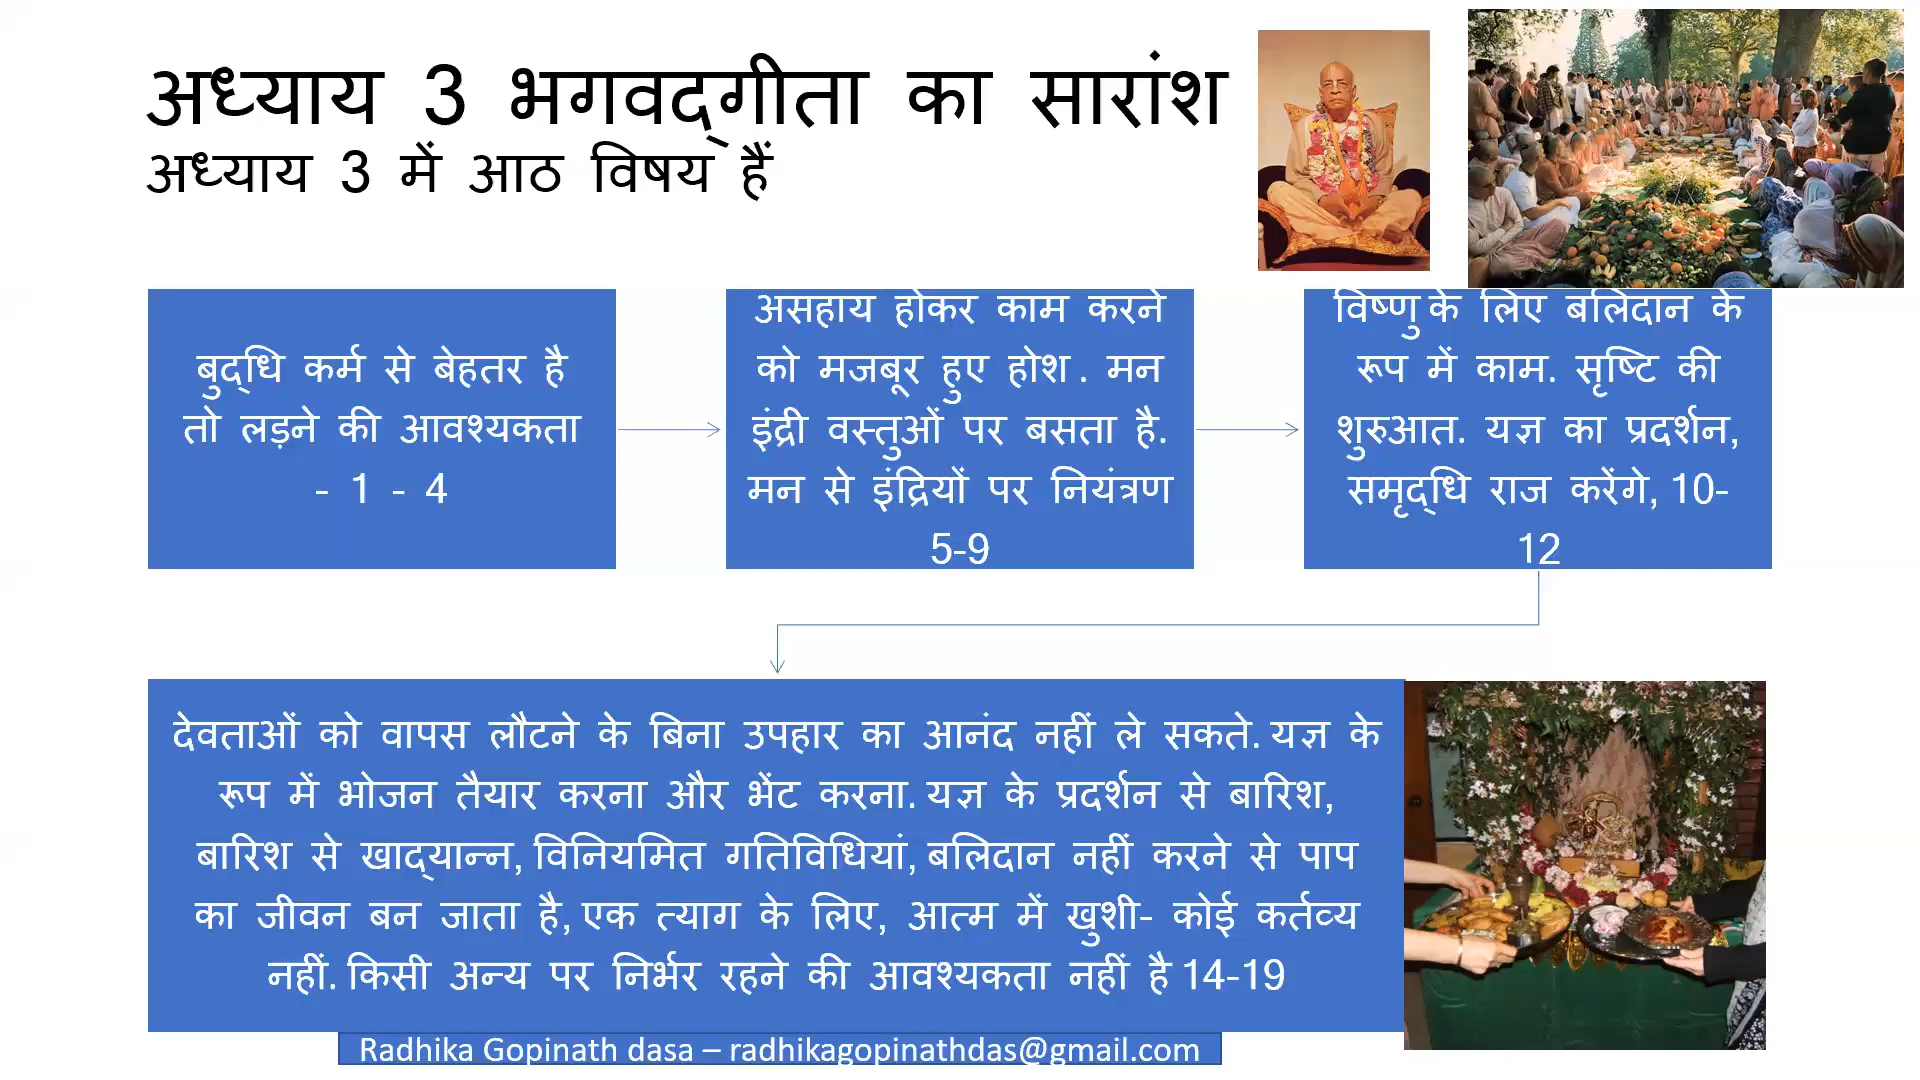 अध्याय 3 भगवद्गीता का सारांश
अध्याय 3 में आठ विषय हैं
बुद्धि कर्म से बेहतर है
तो लड़ने की आवश्यकता
- 1 - 4
असहाय होकर काम करने
को मजबूर हुए होश . मन
इंद्री वस्तुओं पर बसता है.
मन से इंद्रियों पर नियंत्रण
5-9
विष्णु के लिए बलिदान के
रूप में काम. सृष्टि की
शुरुआत. यज्ञ का प्रदर्शन,
समृद्धि राज करेंगे, 10-
12
देवताओं को वापस लौटने के बिना उपहार का आनंद नहीं ले सकते. यज्ञ के
रूप में भोजन तैयार करना और भेंट करना. यज्ञ के प्रदर्शन से बारिश,
बारिश से खाद्यान्न, विनियमित गतिविधियां, बलिदान नहीं करने से पाप
का जीवन बन जाता है, एक त्याग के लिए, आत्म में खुशी- कोई कर्तव्य
नहीं. किसी अन्य पर निर्भर रहने की आवश्यकता नहीं है 14-19
Radhika Gopinath dasa – radhikagopinathdas@gmail.com